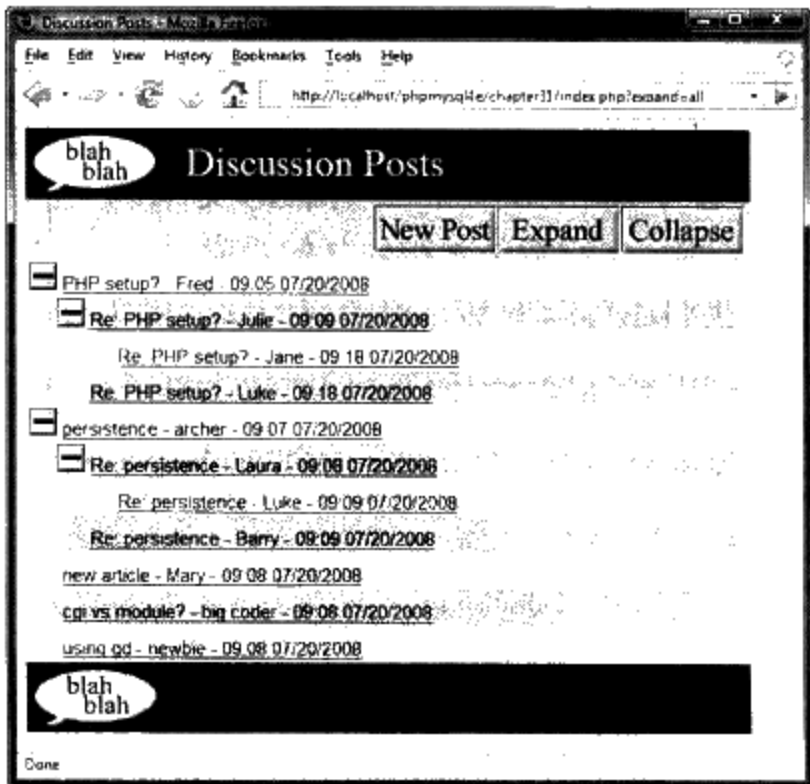 Discussion Posts - Mozilla Firefox
File Edit View History Bookmarks Tools Help
http://localhost/phpmysql4e/chapter31/index.php?expand=all
blah
blah
Discussion Posts
New Post Expand Collapse
PHP setup? - Fred - 09:05 07/20/2008
Re: PHP setup? - Julie - 09:09 07/20/2008
Re: PHP setup? - Jane - 09:18 07/20/2008
Re: PHP setup? - Luke - 09:18 07/20/2008
persistence - archer - 09:07 07/20/2008
Re: persistence - Laura - 09:08 07/20/2008
Re: persistence - Luke - 09:09 07/20/2008
Re: persistence - Barry - 09:09 07/20/2008
new article - Mary - 09:08 07/20/2008
cgi vs module? - big coder - 09:08 07/20/2008
using gd - newbie - 09:08 07/20/2008
blah
blah
Done